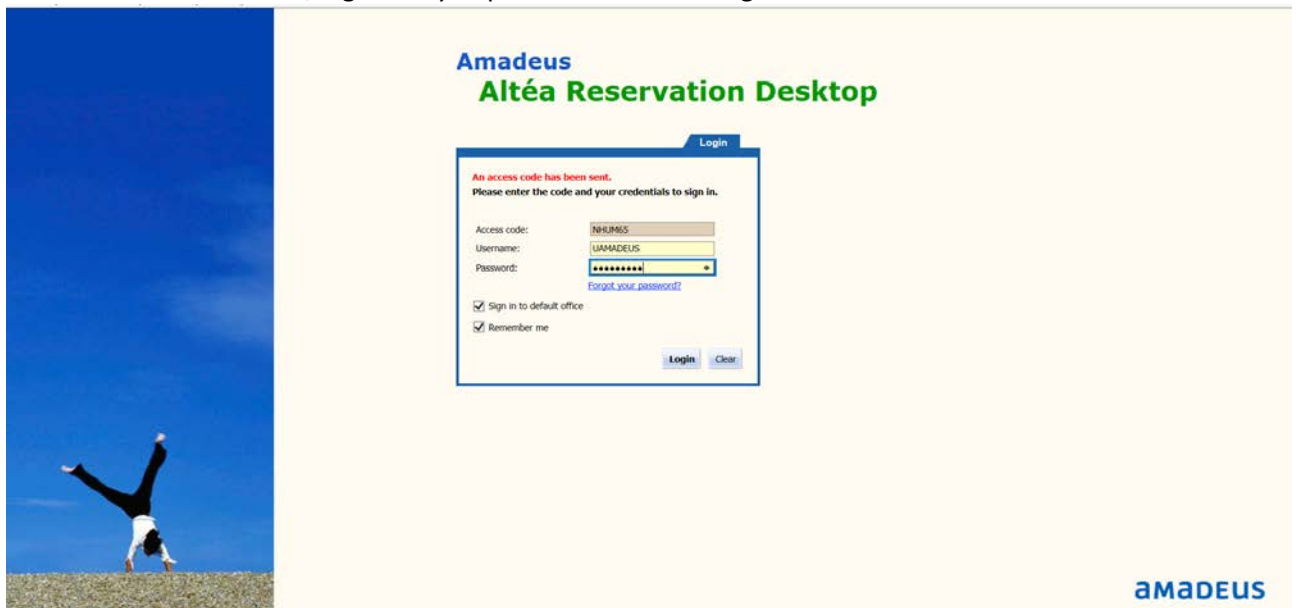 Amadeus
Altéa Reservation Desktop
Login
An access code has been sent.
Please enter the code and your credentials to sign in.
Access code: NHUM65
Username: UAMADEUS
Password: •••••••••
Forgot your password?
Sign in to default office
Remember me
Login Clear
aMaDEUS